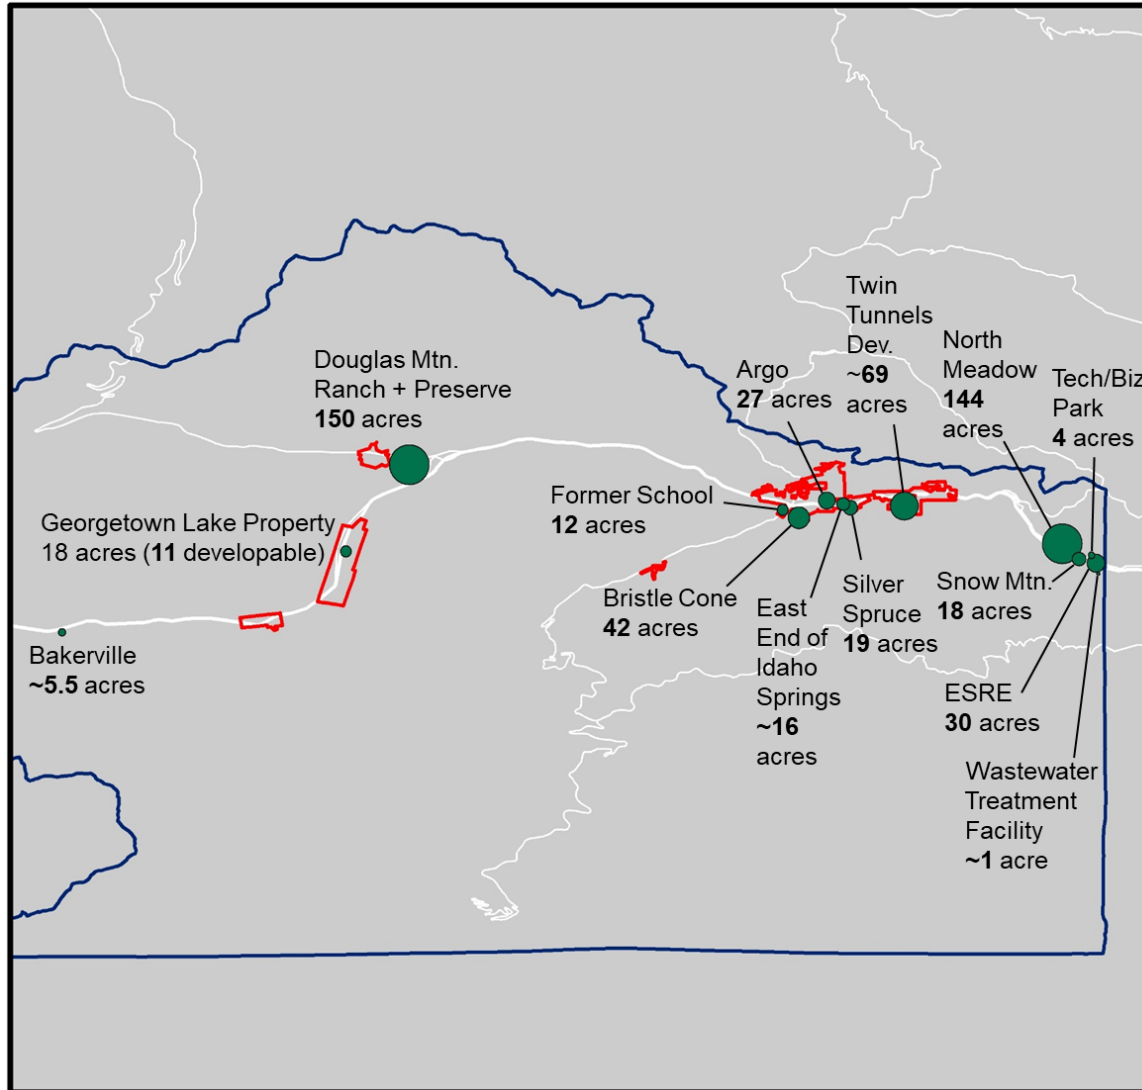 Douglas Mtn.
Ranch + Preserve
150 acres
Georgetown Lake Property
18 acres (11 developable)
Bakerville
~5.5 acres
Former School
12 acres
Bristle Cone
42 acres
Argo
27 acres
East
End of
Idaho
Springs
~16
acres
Silver
Spruce
19 acres
Twin
Tunnels
Dev.
~69
acres
North
Meadow
144
acres
Tech/Biz
Park
4 acres
Snow Mtn.
18 acres
ESRE
30 acres
Wastewater
Treatment
Facility
~1 acre